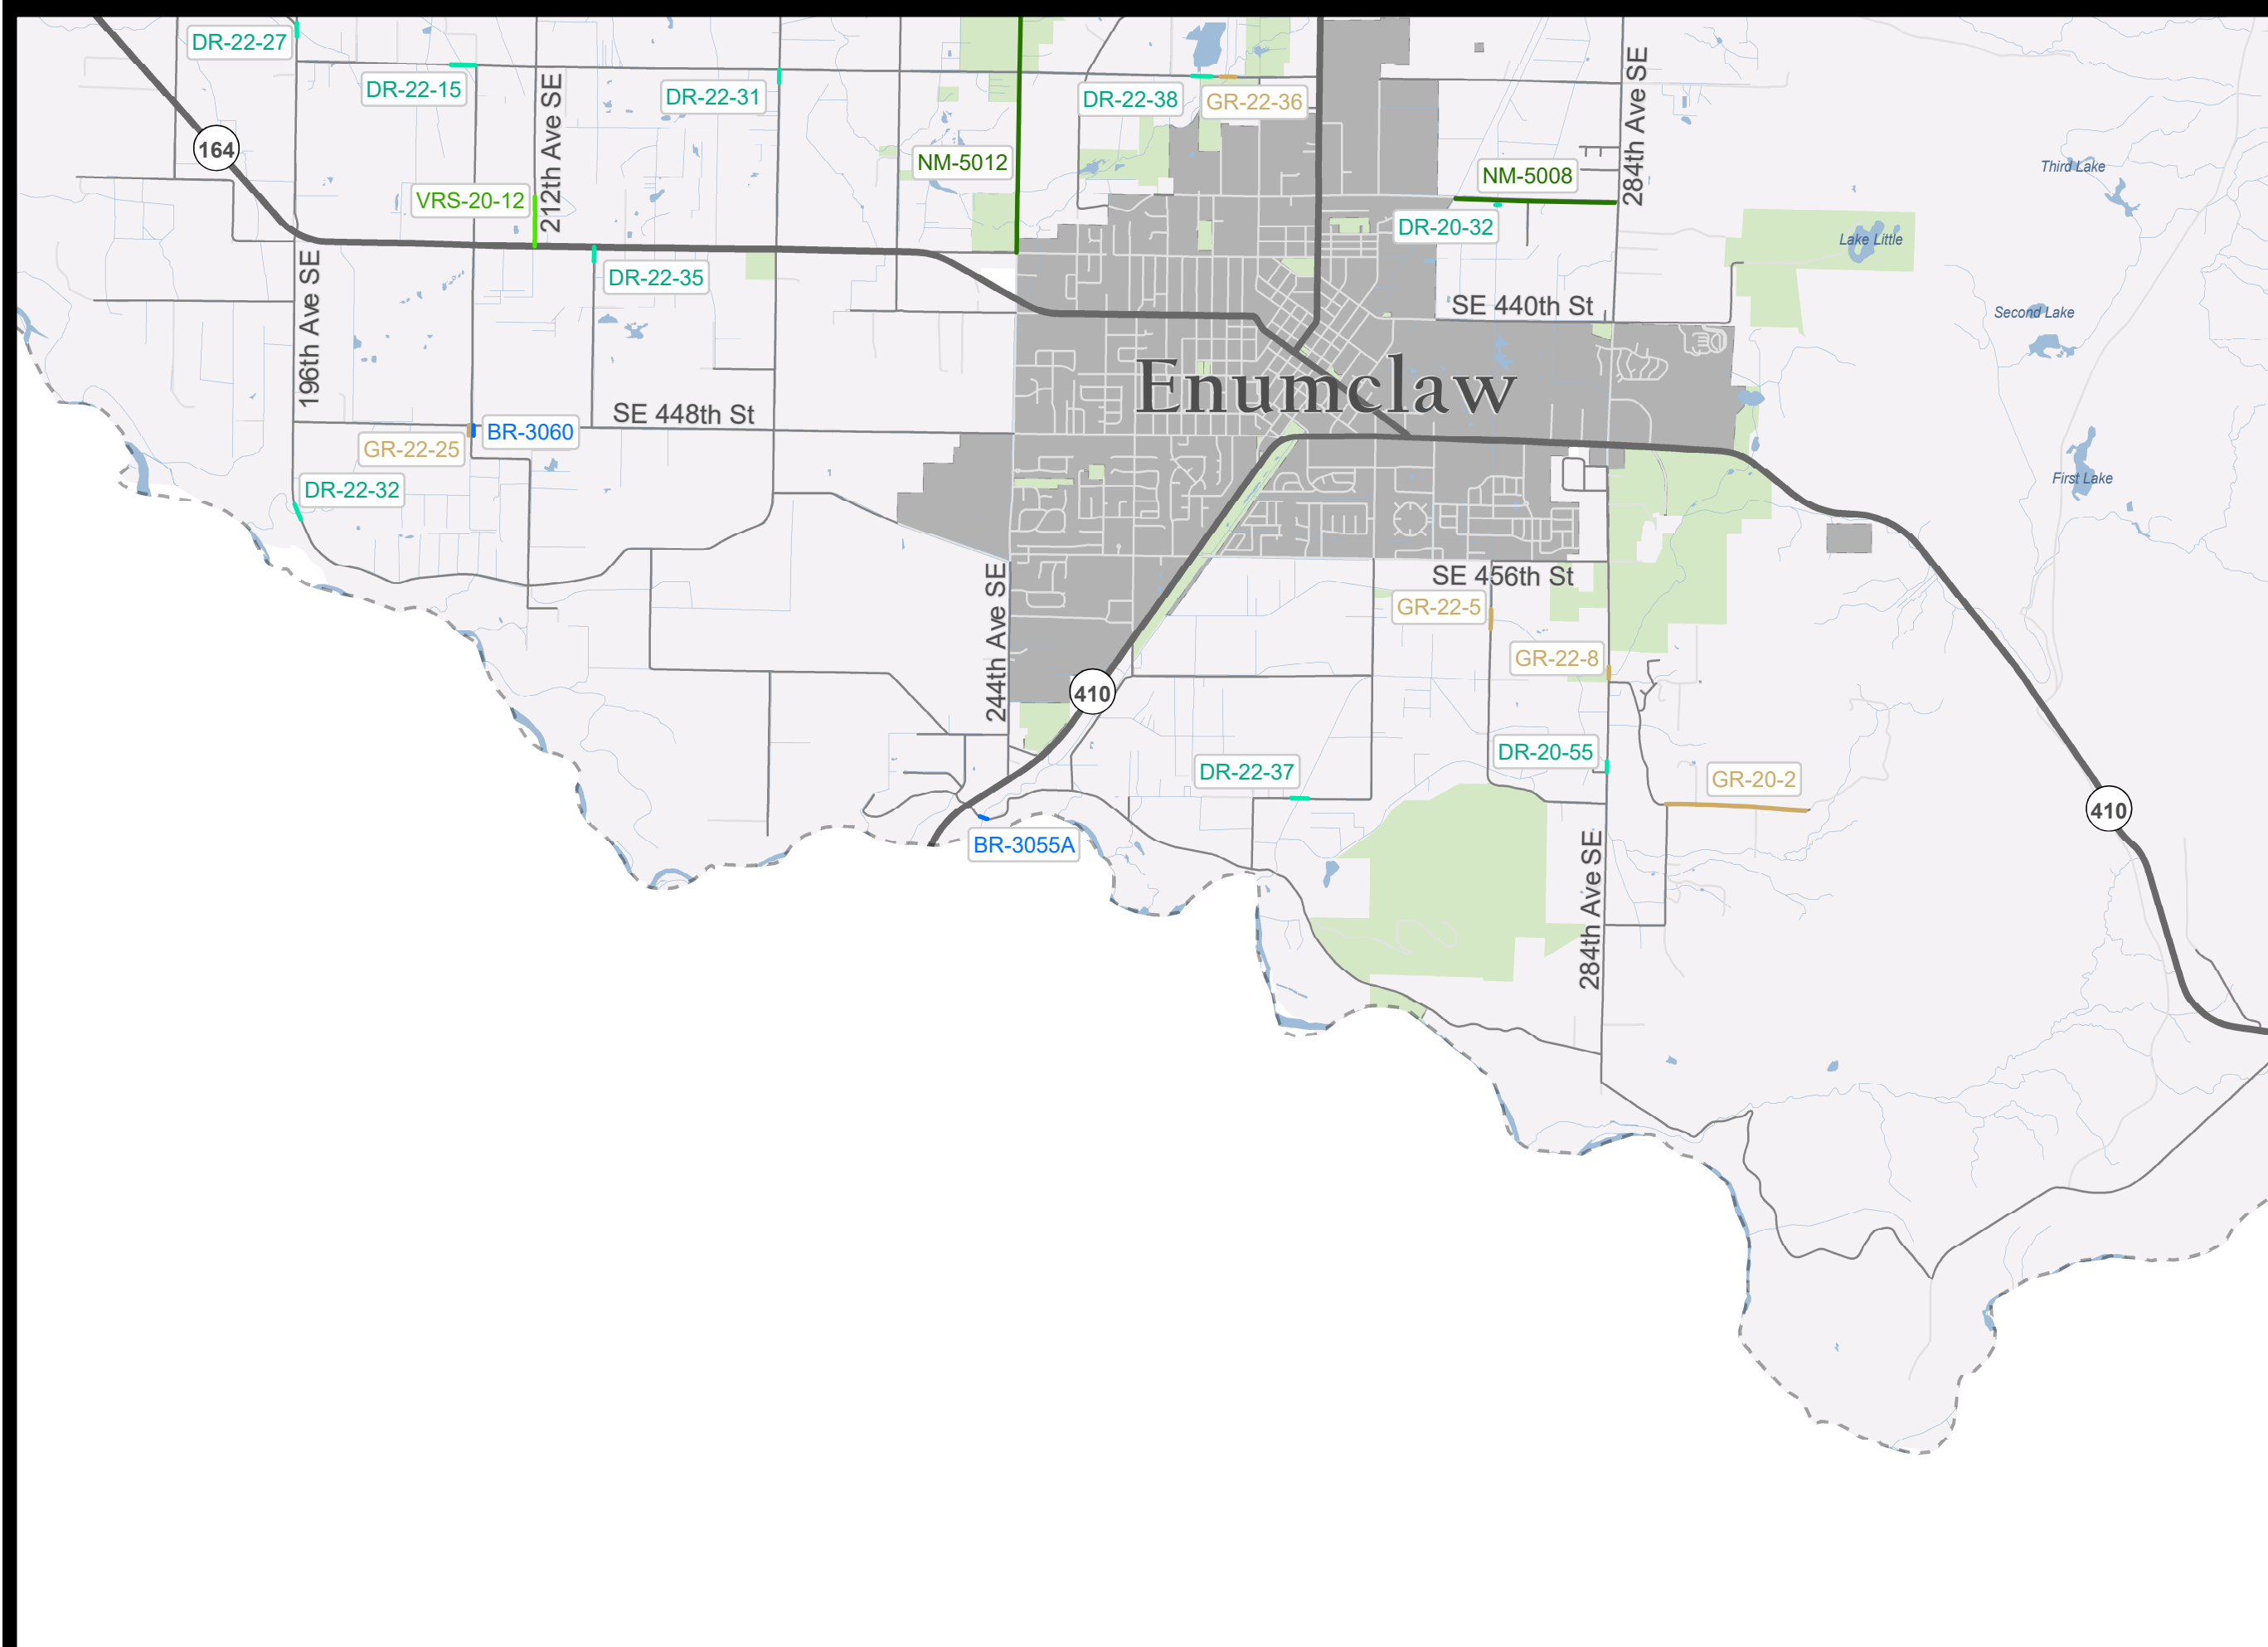 DR-22-27
DR-22-15
212th Ave SE
DR-22-31
DR-22-38
GR-22-36
284th Ave SE
164
NM-5012
NM-5008
Third Lake
VRS-20-12
DR-20-32
Lake Little
196th Ave SE
DR-22-35
SE 440th St
Second Lake
Enumclaw
SE 448th St
BR-3060
GR-22-25
DR-22-32
First Lake
244th Ave SE
SE 456th St
GR-22-5
GR-22-8
410
DR-20-55
DR-22-37
GR-20-2
410
BR-3055A
284th Ave SE